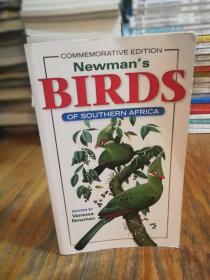 COMMEMORATIVE EDITION
Newman's
BIRDS
OF SOUTHERN AFRICA
REVISED BY
Vanessa
Newman